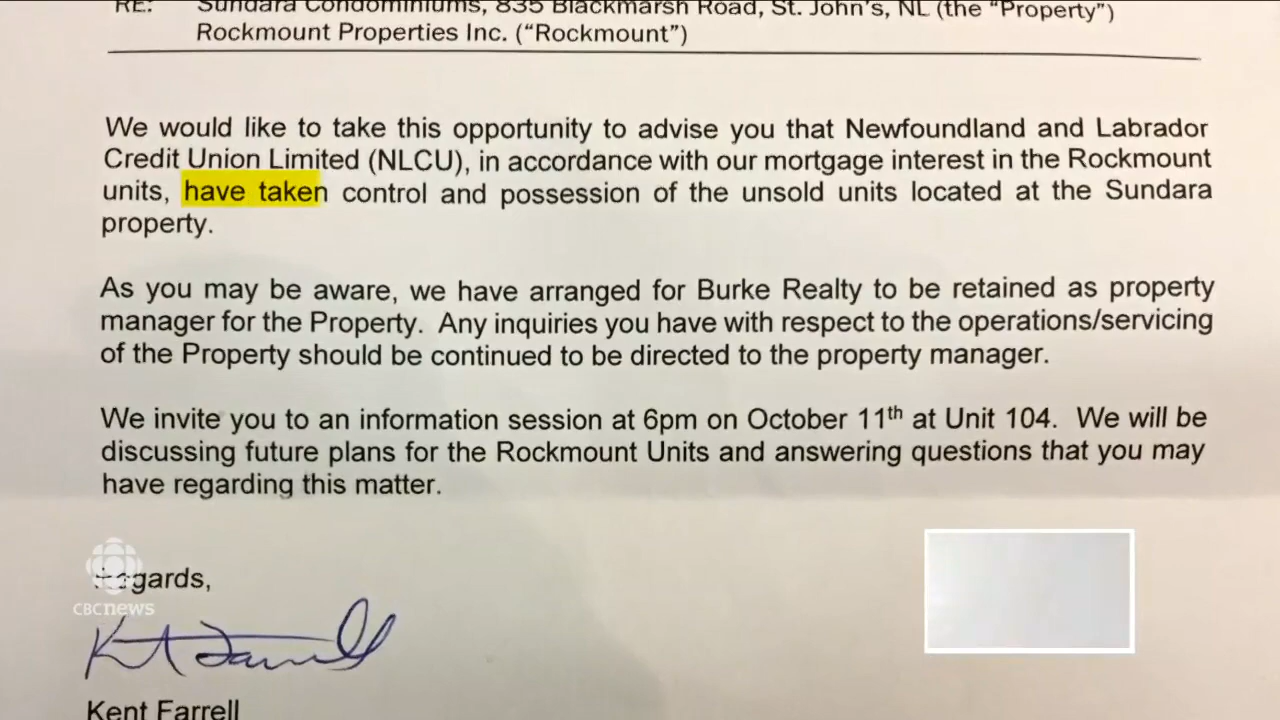 RE: Sundara Condominiums, 835 Blackmarsh Road, St. John's, NL (the "Property")
Rockmount Properties Inc. ("Rockmount")
We would like to take this opportunity to advise you that Newfoundland and Labrador
Credit Union Limited (NLCU), in accordance with our mortgage interest in the Rockmount
units, have taken control and possession of the unsold units located at the Sundara
property.
As you may be aware, we have arranged for Burke Realty to be retained as property
manager for the Property. Any inquiries you have with respect to the operations/servicing
of the Property should be continued to be directed to the property manager.
We invite you to an information session at 6pm on October 11th at Unit 104. We will be
discussing future plans for the Rockmount Units and answering questions that you may
have regarding this matter.
Regards,
CBCnews
Kent Farrell
Kent Farrell